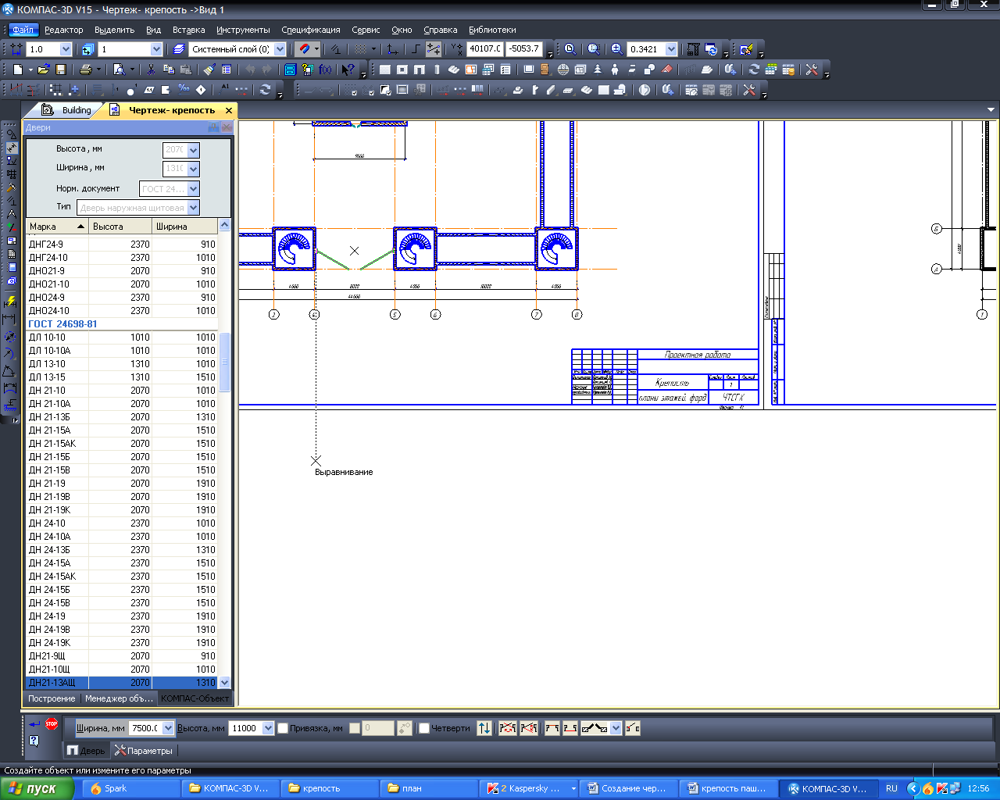 КОМПАС-3D V15 - Чертеж- крепость ->Вид 1
Файл Редактор Выделить Вид Вставка Инструменты Спецификация Сервис Окно Справка Библиотеки
1.0 1 Системный слой (0) 40107.0 -5053.7 0.3421
Building Чертеж- крепость
Двери
Высота , мм 2070
Ширина , мм 1310
Норм. документ ГОСТ 24...
Тип Дверь наружная щитовая
Марка Высота Ширина
ДНГ24-9 2370 910
ДНГ24-10 2370 1010
ДНО21-9 2070 910
ДНО21-10 2070 1010
ДНО24-9 2370 910
ДНО24-10 2370 1010
ГОСТ 24698-81
ДЛ 10-10 1010 1010
ДЛ 10-10А 1010 1010
ДЛ 13-10 1310 1010
ДЛ 13-15 1310 1510
ДН 21-10 2070 1010
ДН 21-10А 2070 1010
ДН 21-13Б 2070 1310
ДН 21-15А 2070 1510
ДН 21-15АК 2070 1510
ДН 21-15Б 2070 1510
ДН 21-15В 2070 1510
ДН 21-19 2070 1910
ДН 21-19В 2070 1910
ДН 21-19К 2070 1910
ДН 24-10 2370 1010
ДН 24-10А 2370 1010
ДН 24-13Б 2370 1310
ДН 24-15А 2370 1510
ДН 24-15АК 2370 1510
ДН 24-15Б 2370 1510
ДН 24-15В 2370 1510
ДН 24-19 2370 1910
ДН 24-19В 2370 1910
ДН 24-19К 2370 1910
ДН21-9Щ 2070 910
ДН21-10Щ 2070 1010
ДН21-13АЩ 2070 1310
Построение Менеджер объ... КОМПАС-Объект
3 4 5 6 7 8
Б
А
1
Выравнивание
Проектная работа
Крепость
1
планы этажей. фасад
ЧТСГХ
Ширина, мм 7500.0 Высота, мм 11000 Привязка, мм 0 Четверти
Дверь Параметры
Создайте объект или измените его параметры
пуск Spark КОМПАС-3D V... крепость план 2 Kaspersky ... Создание чер... крепость паш... КОМПАС-3D V... RU 12:56